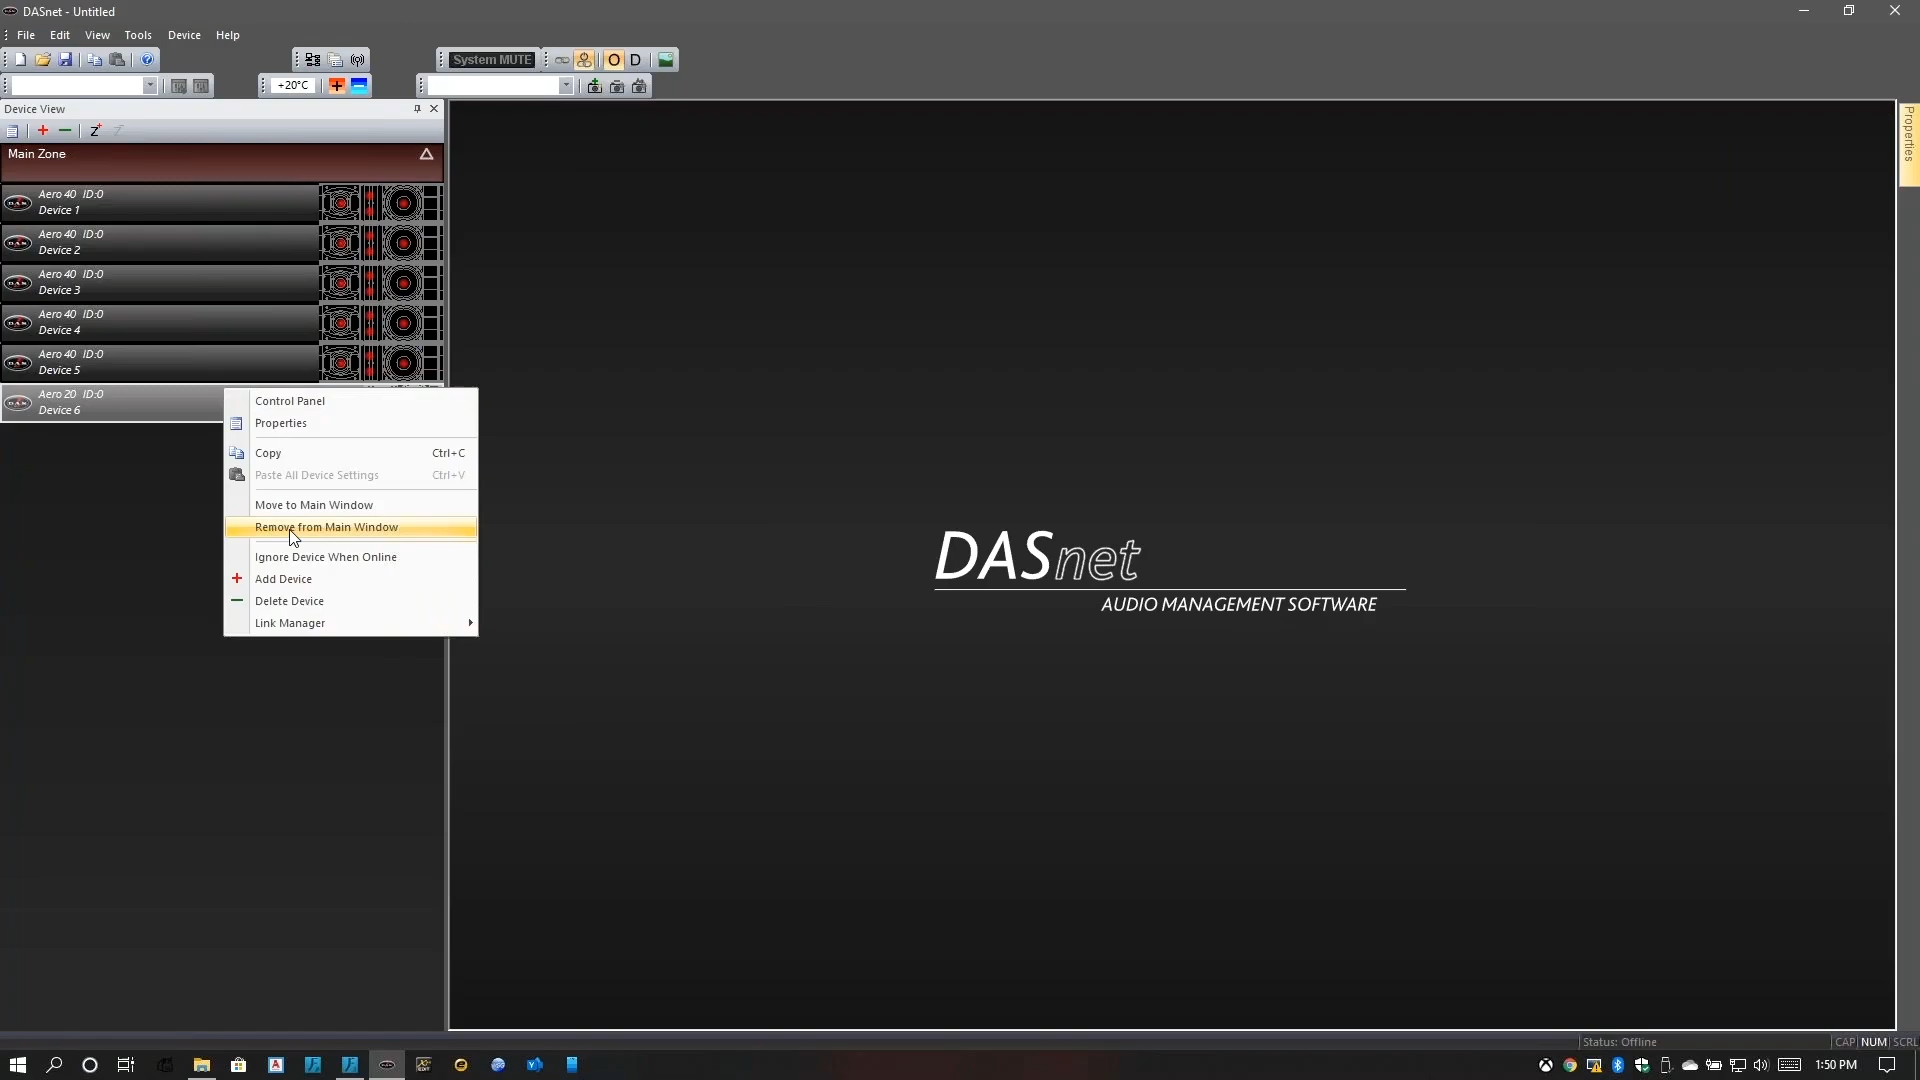 DASnet - Untitled
File Edit View Tools Device Help
System MUTE O D
+20°C
Device View
Z
Main Zone
Aero 40 ID:0
Device 1
Aero 40 ID:0
Device 2
Aero 40 ID:0
Device 3
Aero 40 ID:0
Device 4
Aero 40 ID:0
Device 5
Aero 20 ID:0
Device 6
Control Panel
Properties
Copy Ctrl+C
Paste All Device Settings Ctrl+V
Move to Main Window
Remove from Main Window
Ignore Device When Online
Add Device
Delete Device
Link Manager
DASnet
AUDIO MANAGEMENT SOFTWARE
Properties
Status: Offline CAP NUM SCRL
1:50 PM